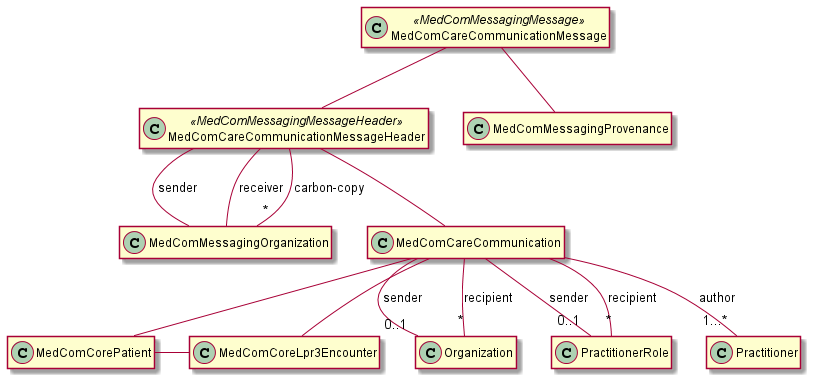 C
«MedComMessagingMessage»
MedComCareCommunicationMessage
C
«MedComMessagingMessageHeader»
MedComCareCommunicationMessageHeader
C MedComMessagingProvenance
sender
receiver
carbon-copy
*
C MedComMessagingOrganization
C MedComCareCommunication
sender
recipient
sender
recipient
author
0..1
*
0..1
*
1...*
C MedComCorePatient
C MedComCoreLpr3Encounter
C Organization
C PractitionerRole
C Practitioner